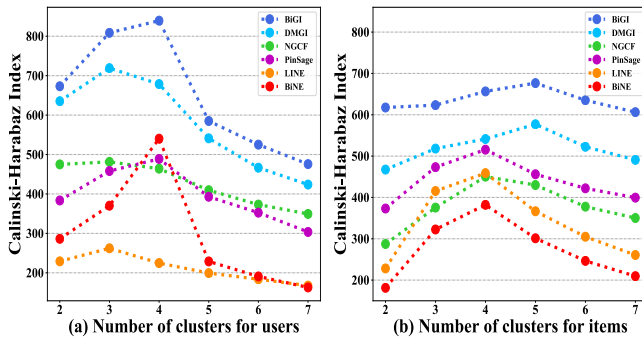 Calinski-Harabaz Index
800
700
600
500
400
300
200
BiGI
DMGI
NGCF
PinSage
LINE
BiNE
2 3 4 5 6 7
(a) Number of clusters for users
Calinski-Harabaz Index
800
700
600
500
400
300
200
BiGI
DMGI
NGCF
PinSage
LINE
BiNE
2 3 4 5 6 7
(b) Number of clusters for items